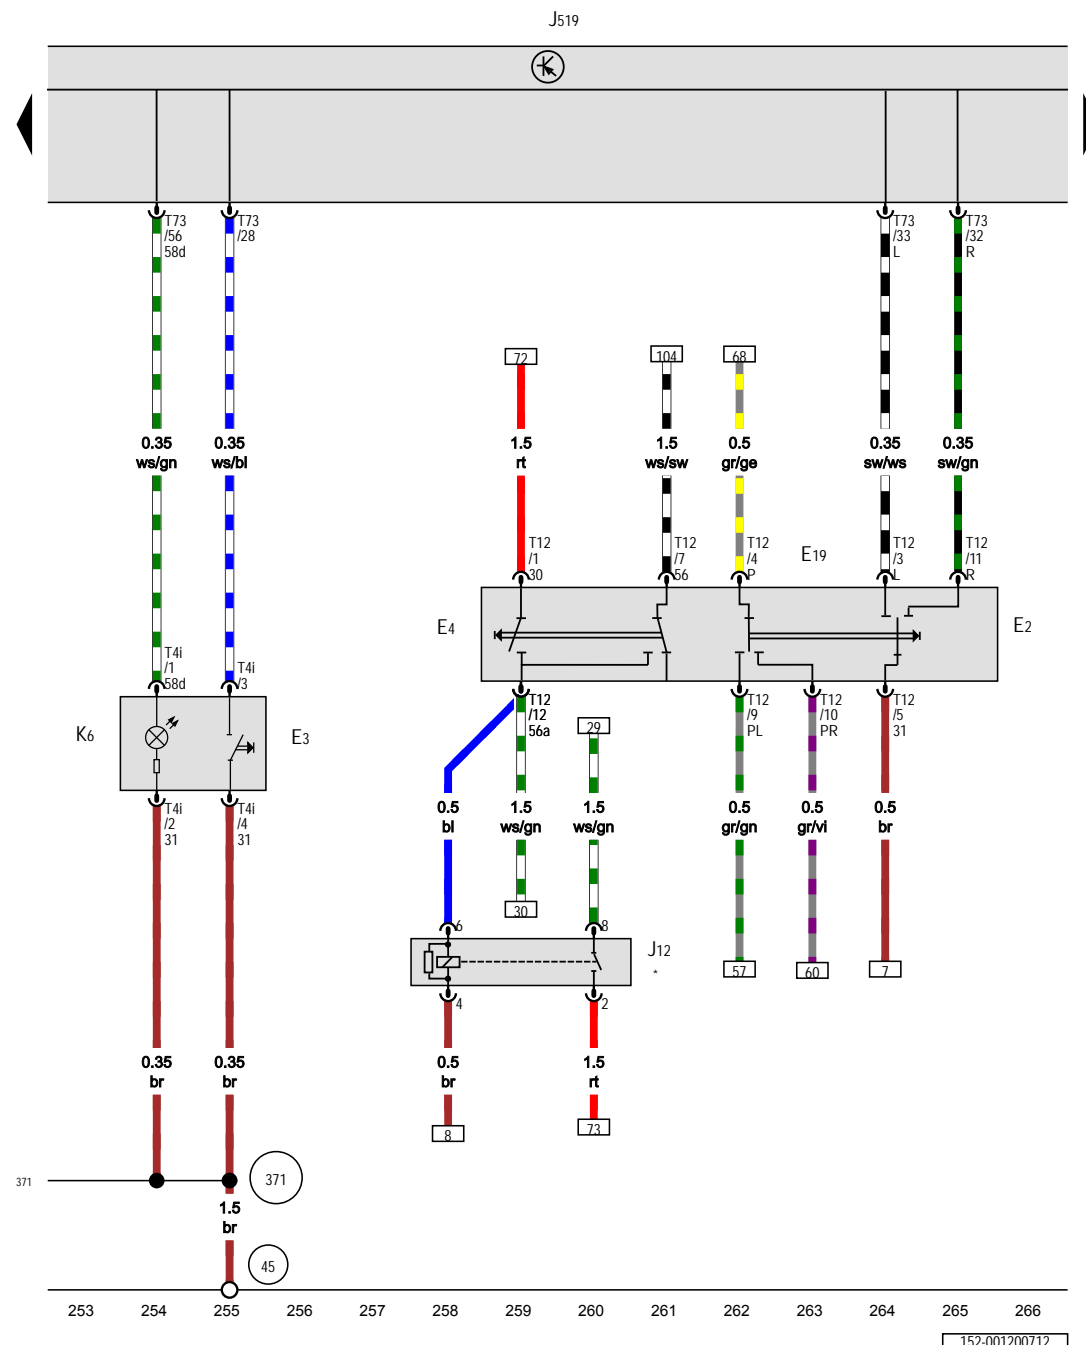 J519
T73
/56
58d
T73
/28
T73
/33
L
T73
/32
R
72
104
68
0.35
ws/gn
0.35
ws/bl
1.5
rt
1.5
ws/sw
0.5
gr/ge
0.35
sw/ws
0.35
sw/gn
T12
/1
30
T12
/7
56
T12
/4
P
E19
T12
/3
L
T12
/11
R
E4
E2
T4i
/1
58d
T4i
/3
K6
E3
T12
/12
56a
29
T12
/9
PL
T12
/10
PR
T12
/5
31
T4i
/2
31
T4i
/4
31
0.5
bl
1.5
ws/gn
1.5
ws/gn
0.5
gr/gn
0.5
gr/vi
0.5
br
30
6
8
J12
*
57
60
7
4
2
0.35
br
0.35
br
0.5
br
1.5
rt
8
73
371
371
1.5
br
45
253 254 255 256 257 258 259 260 261 262 263 264 265 266
152-001200712